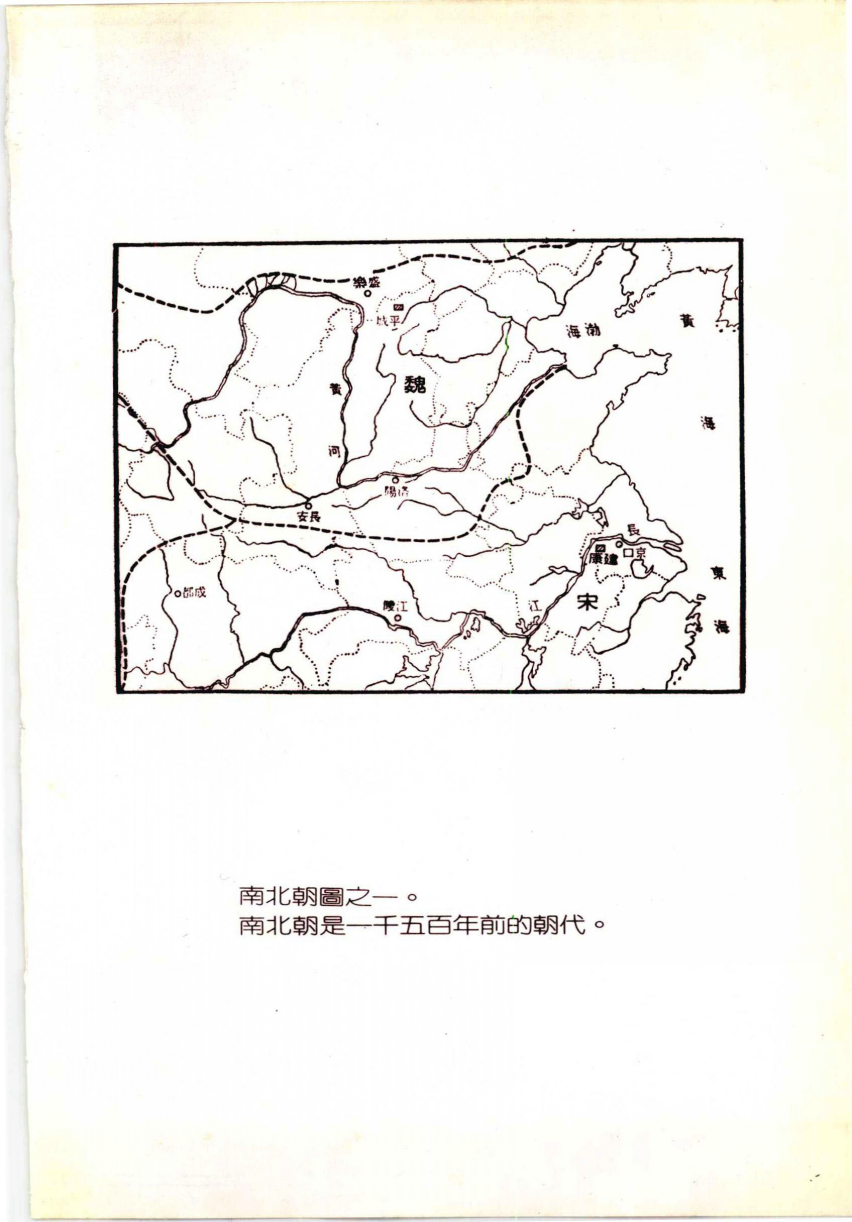 樂盛
城平
海渤
黃
魏
黃
河
海
陽洛
安長
長
康建
口京
東
都成
陵江
江
宋
海
南北朝圖之一。
南北朝是一千五百年前的朝代。